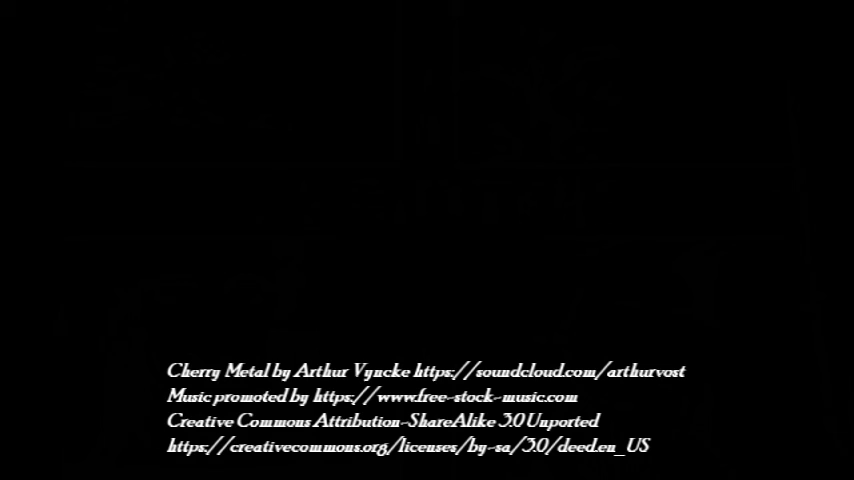 Cherry Metal by Arthur Vyncke https://soundcloud.com/arthurvost
Music promoted by https://www.free-stock-music.com
Creative Commons Attribution-ShareAlike 3.0 Unported
https://creativecommons.org/licenses/by-sa/3.0/deed.en_US